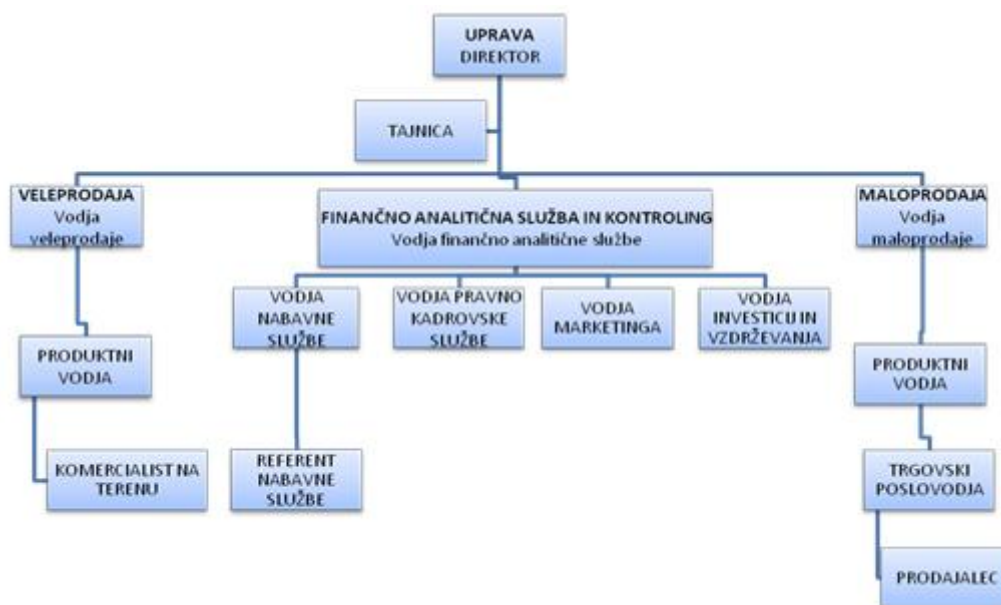 UPRAVA
DIREKTOR
TAJNICA
VELEPRODAJA
Vodja
veleprodaje
FINANČNO ANALITIČNA SLUŽBA IN KONTROLING
Vodja finančno analitične službe
MALOPRODAJA
Vodja
maloprodaje
VODJA
NABAVNE
SLUŽBE
VODJA PRAVNO
KADROVSKE
SLUŽBE
VODJA
MARKETINGA
VODJA
INVESTICIJ IN
VZDRŽEVANJA
PRODUKTNI
VODJA
PRODUKTNI
VODJA
KOMERCIALIST NA
TERENU
REFERENT
NABAVNE
SLUŽBE
TRGOVSKI
POSLOVODJA
PRODAJALEC